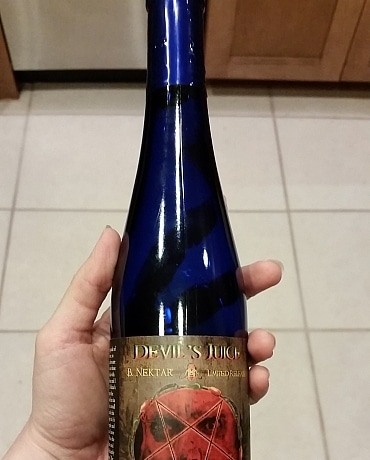 DEVIL'S JUICE
B. NEKTAR LIMITED RELEASE